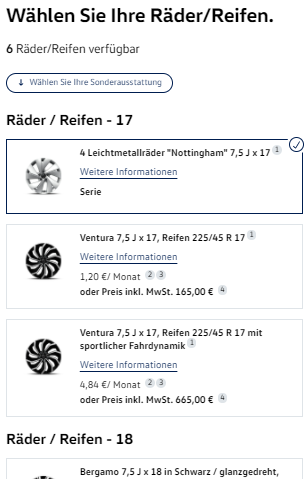 Wählen Sie Ihre Räder/Reifen.
6 Räder/Reifen verfügbar
↓ Wählen Sie Ihre Sonderausstattung
Räder / Reifen - 17
4 Leichtmetallräder "Nottingham" 7,5 J x 17 1
Weitere Informationen
Serie
Ventura 7,5 J x 17, Reifen 225/45 R 17 1
Weitere Informationen
1,20 €/ Monat 2 3
oder Preis inkl. MwSt. 165,00 € 4
Ventura 7,5 J x 17, Reifen 225/45 R 17 mit
sportlicher Fahrdynamik 1
Weitere Informationen
4,84 €/ Monat 2 3
oder Preis inkl. MwSt. 665,00 € 4
Räder / Reifen - 18
Bergamo 7,5 J x 18 in Schwarz / glanzgedreht,